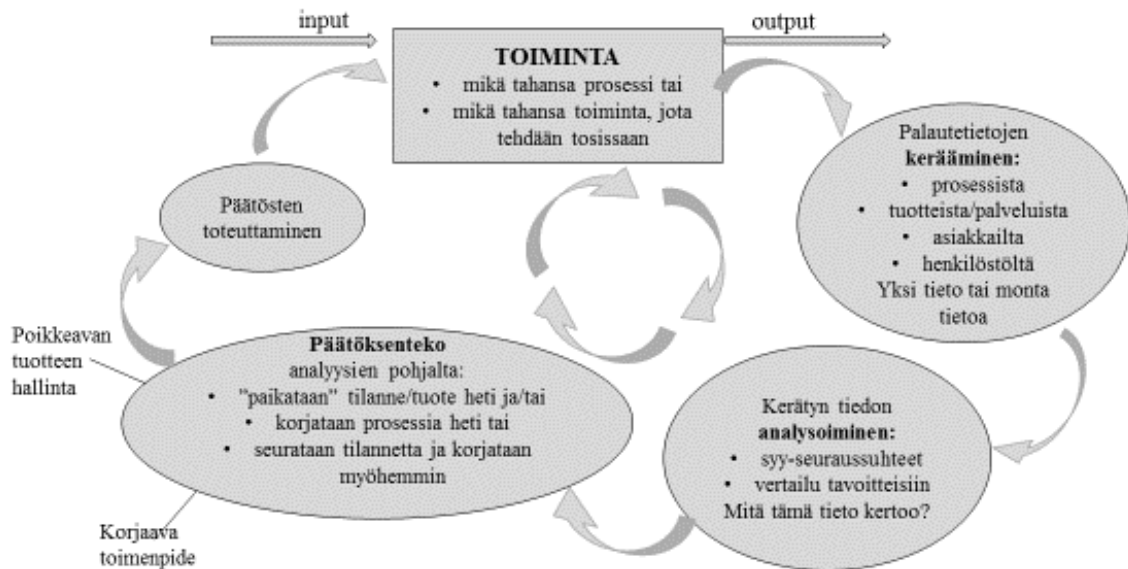 input
output
TOIMINTA
• mikä tahansa prosessi tai
• mikä tahansa toiminta, jota
tehdään tosissaan
Palautetietojen
kerääminen:
• prosessista
• tuotteista/palveluista
• asiakkailta
• henkilöstöltä
Yksi tieto tai monta
tietoa
Kerätyn tiedon
analysoiminen:
• syy-seuraussuhteet
• vertailu tavoitteisiin
Mitä tämä tieto kertoo?
Päätöksenteko
analyysien pohjalta:
• ”paikataan” tilanne/tuote heti ja/tai
• korjataan prosessia heti tai
• seurataan tilannetta ja korjataan
myöhemmin
Poikkeavan
tuotteen
hallinta
Korjaava
toimenpide
Päätösten
toteuttaminen